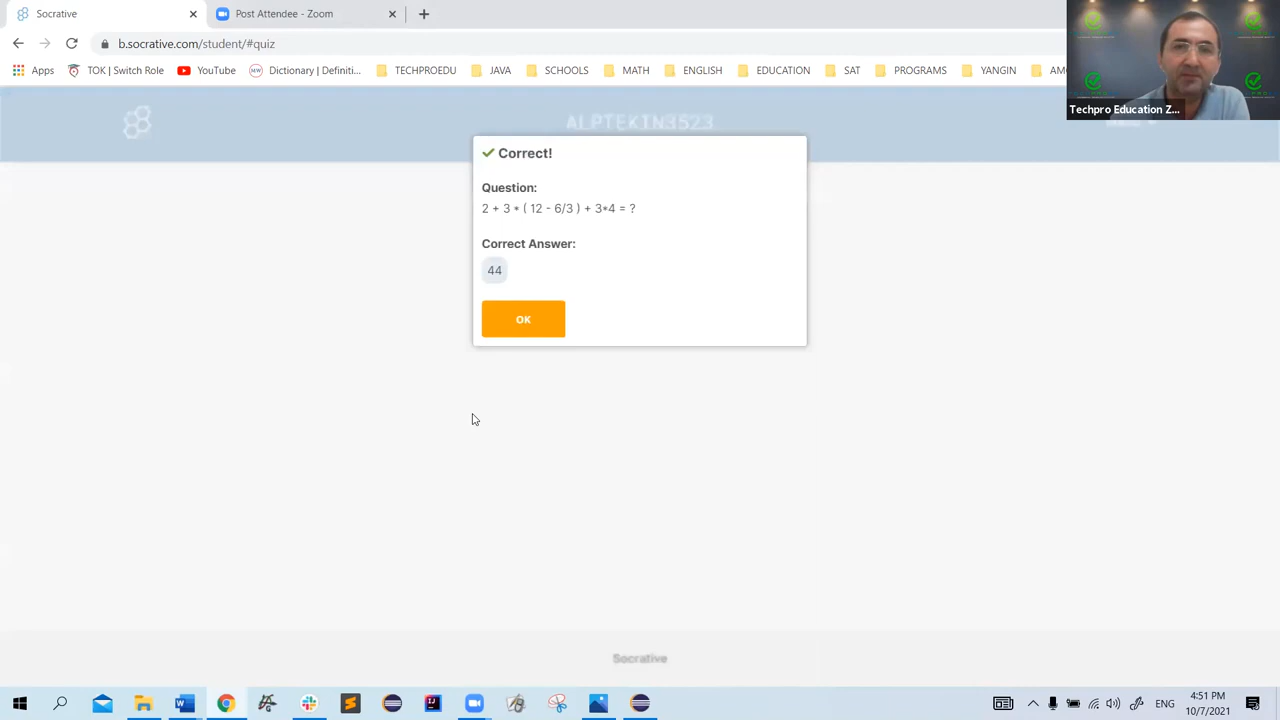 Socrative
Post Attendee - Zoom
b.socrative.com/student/#quiz
Apps TOK | Switch Role YouTube Dictionary | Definiti... TECHPROEDU JAVA SCHOOLS MATH ENGLISH EDUCATION SAT PROGRAMS YANGIN
Techpro Education Z...
ALPTEKIN3523
Correct!
Question:
2 + 3 * ( 12 - 6/3 ) + 3*4 = ?
Correct Answer:
44
OK
Socrative
ENG
4:51 PM
10/7/2021